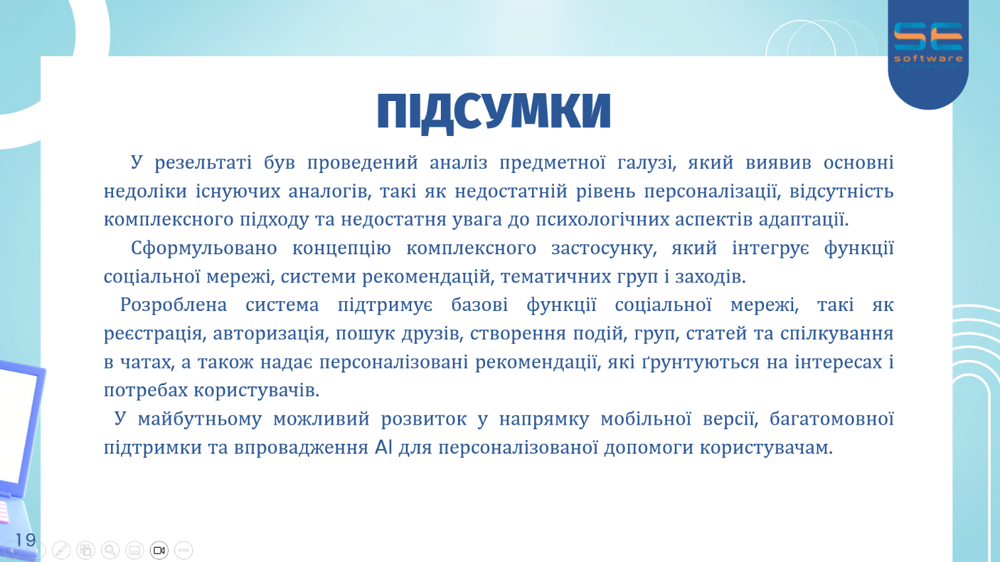 SE
software
engineering
ПІДСУМКИ
У резельтаті був проведений аналіз предметної галузі, який виявив основні
недоліки існуючих аналогів, такі як недостатній рівень персоналізації, відсутність
комплексного підходу та недостатня увага до психологічних аспектів адаптації.
Сформульовано концепцію комплексного застосунку, який інтегрує функції
соціальної мережі, системи рекомендацій, тематичних груп і заходів.
Розроблена система підтримує базові функції соціальної мережі, такі як
реєстрація, авторизація, пошук друзів, створення подій, груп, статей та спілкування
в чатах, а також надає персоналізовані рекомендації, які ґрунтуються на інтересах і
потребах користувачів.
У майбутньому можливий розвиток у напрямку мобільної версії, багатомовної
підтримки та впровадження AI для персоналізованої допомоги користувачам.
19